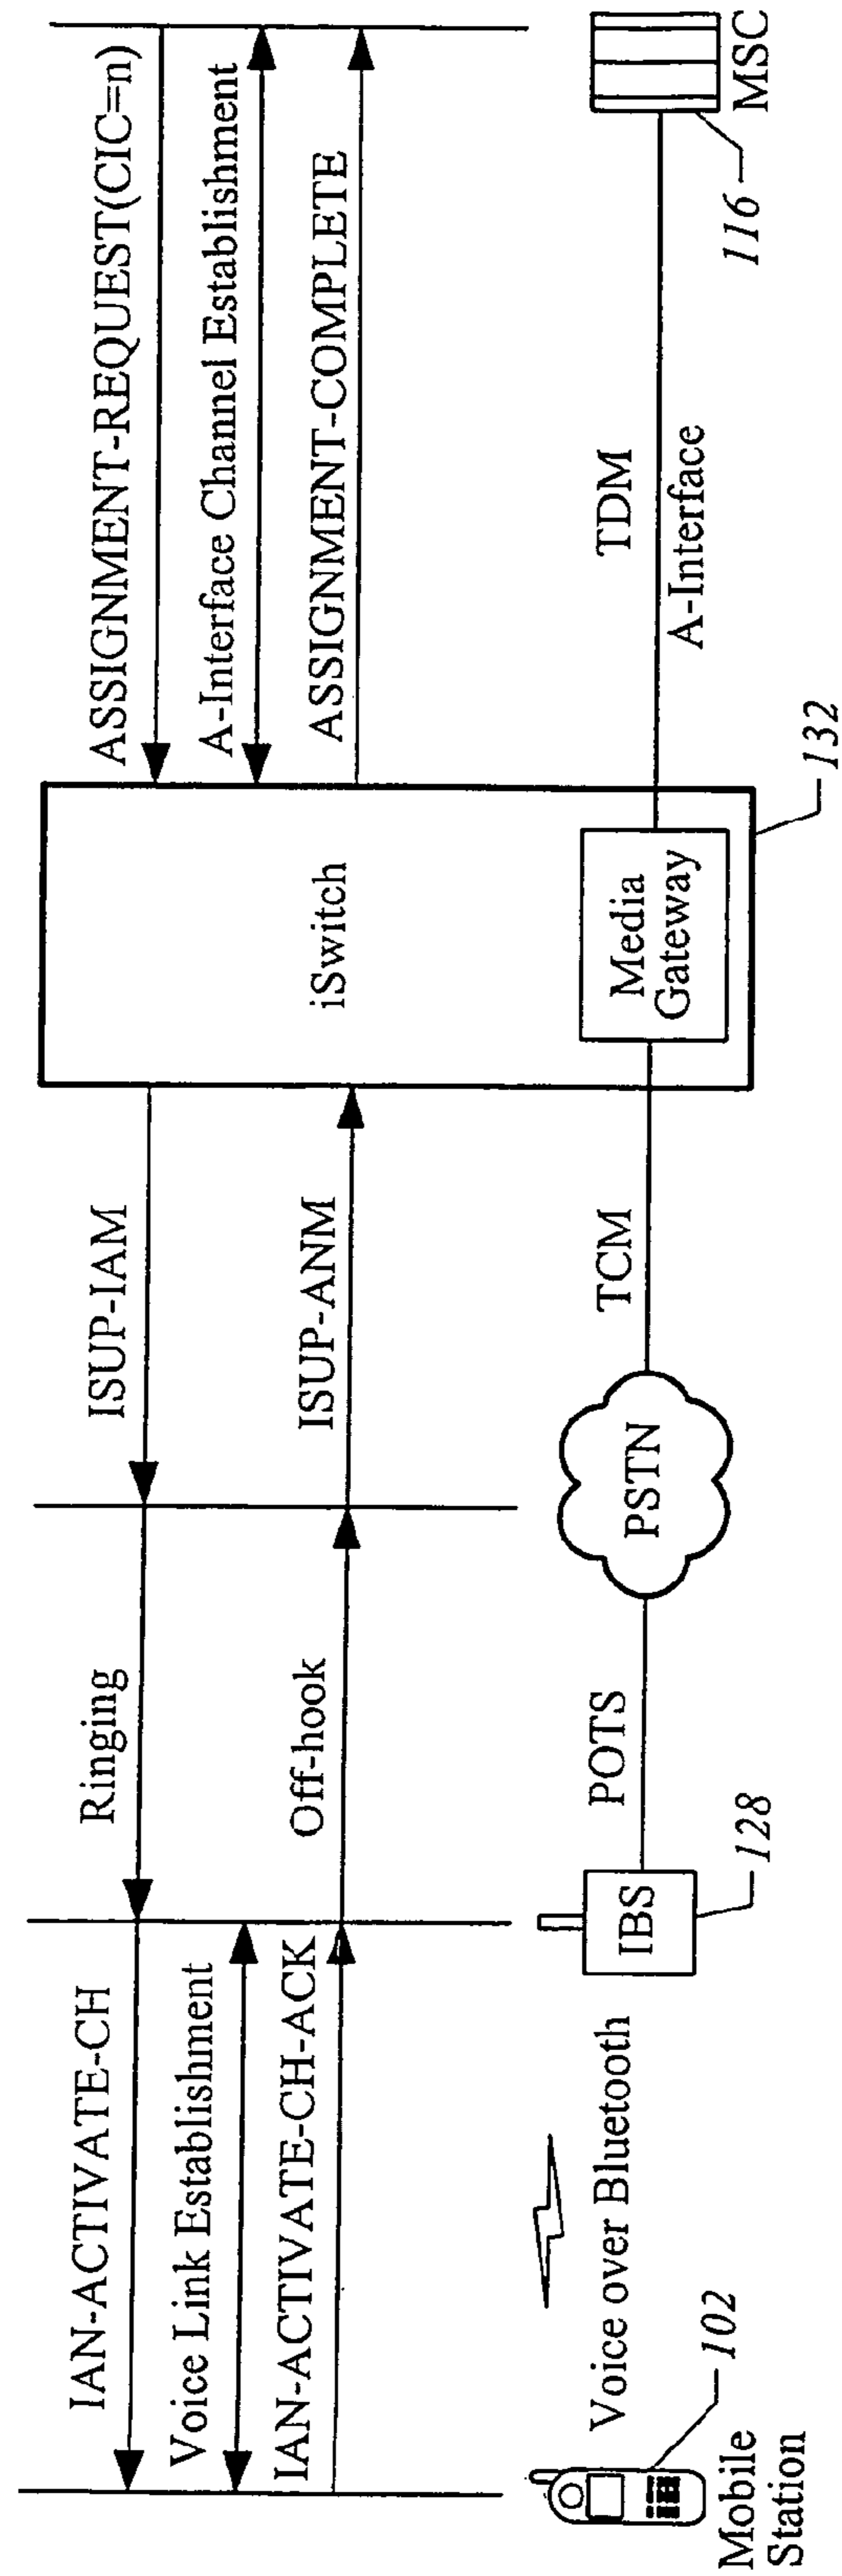 IAN-ACTIVATE-CH
Ringing
ISUP-IAM
ASSIGNMENT-REQUEST(CIC=n)
Voice Link Establishment
A-Interface Channel Establishment
IAN-ACTIVATE-CH-ACK
Off-hook
ISUP-ANM
ASSIGNMENT-COMPLETE
iSwitch
Voice over Bluetooth
IBS
POTS
PSTN
TCM
Media
Gateway
TDM
A-Interface
102
128
132
116
Mobile
Station
MSC